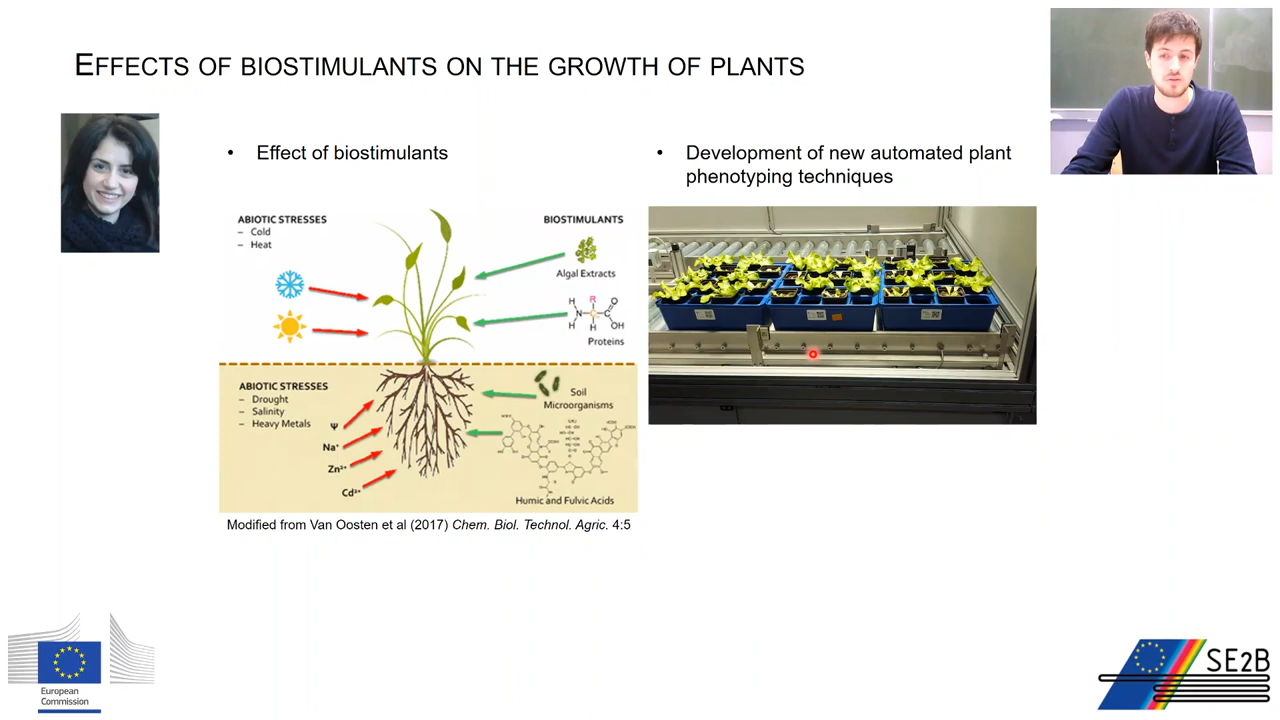 EFFECTS OF BIOSTIMULANTS ON THE GROWTH OF PLANTS
• Effect of biostimulants
• Development of new automated plant
phenotyping techniques
ABIOTIC STRESSES
– Cold
– Heat
BIOSTIMULANTS
Algal Extracts
H
R
O
N
C
C
H
H
OH
Proteins
ABIOTIC STRESSES
– Drought
– Salinity
– Heavy Metals
Ψ
Na⁺
Zn²⁺
Cd²⁺
Soil
Microorganisms
Humic and Fulvic Acids
Modified from Van Oosten et al (2017) Chem. Biol. Technol. Agric. 4:5
European
Commission
SE2B